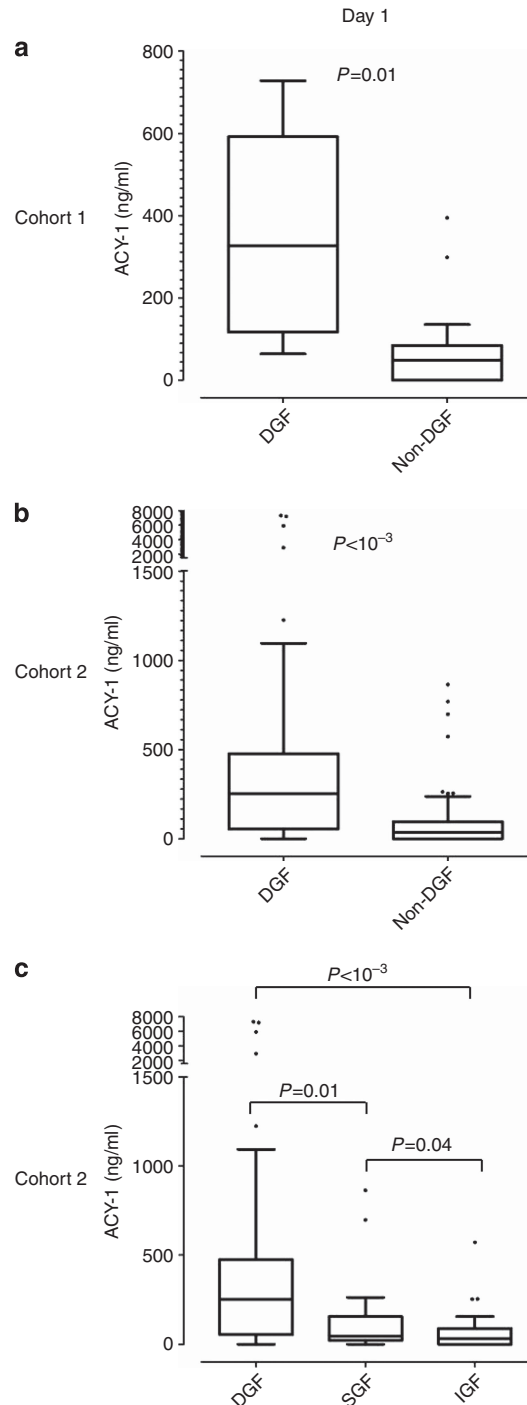 Day 1
a
800
600
400
200
0
ACY-1 (ng/ml)
Cohort 1
P=0.01
DGF
Non-DGF
b
8000
6000
4000
2000
1500
1000
500
0
ACY-1 (ng/ml)
Cohort 2
P<10⁻³
DGF
Non-DGF
c
P<10⁻³
8000
6000
4000
2000
1500
1000
500
0
ACY-1 (ng/ml)
Cohort 2
P=0.01
P=0.04
DGF
SGF
IGF